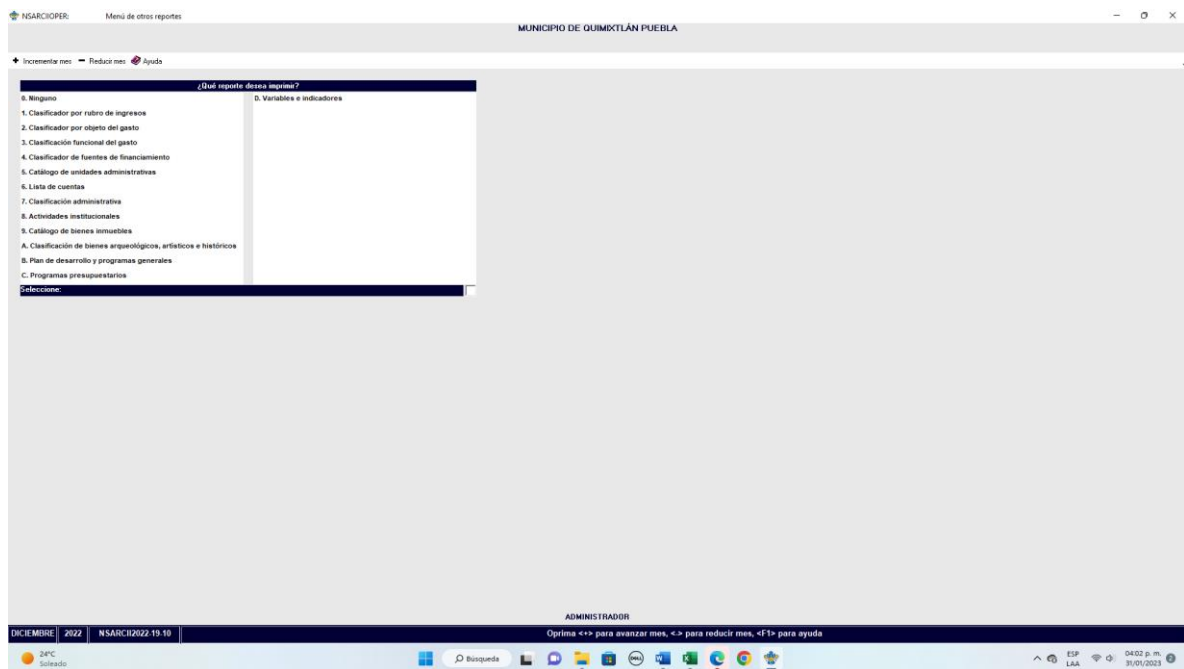 NSARCIIOPER: Menú de otros reportes
MUNICIPIO DE QUIMIXTLÁN PUEBLA
Incrementar mes Reducir mes Ayuda
¿Qué reporte desea imprimir?
0. Ninguno
1. Clasificador por rubro de ingresos
2. Clasificador por objeto del gasto
3. Clasificación funcional del gasto
4. Clasificador de fuentes de financiamiento
5. Catálogo de unidades administrativas
6. Lista de cuentas
7. Clasificación administrativa
8. Actividades institucionales
9. Catálogo de bienes inmuebles
A. Clasificación de bienes arqueológicos, artísticos e históricos
B. Plan de desarrollo y programas generales
C. Programas presupuestarios
D. Variables e indicadores
Seleccione:
ADMINISTRADOR
DICIEMBRE 2022 NSARCII2022-19.10 Oprima <+> para avanzar mes, <-> para reducir mes, <F1> para ayuda
24°C
Soleado
Búsqueda
DELL
ESP
LAA
04:02 p. m.
31/01/2023
2